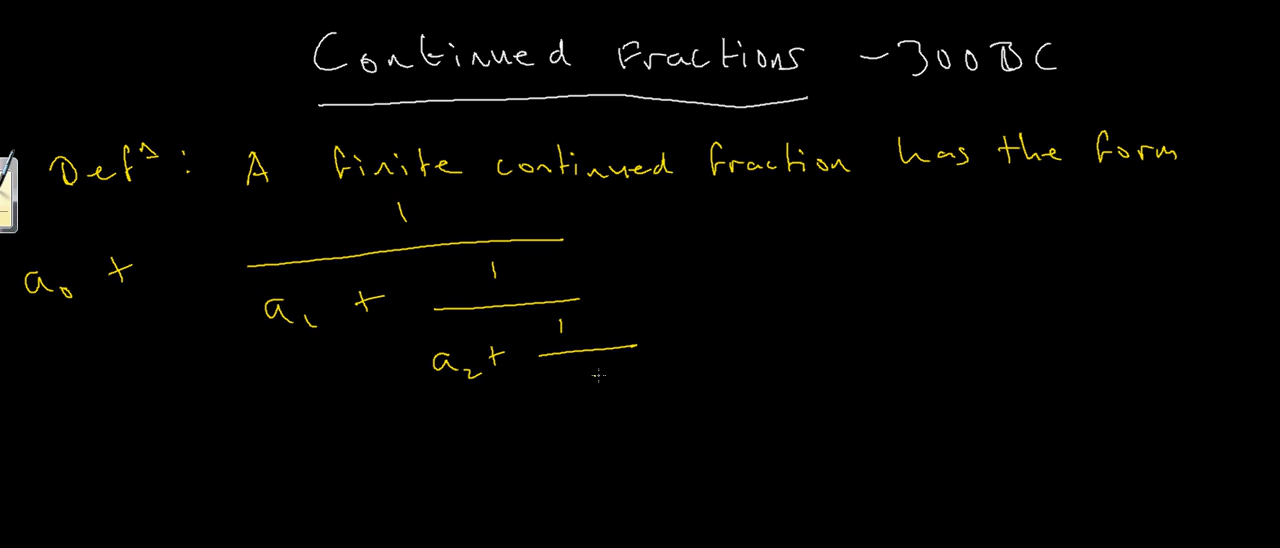 Continued Fractions ~300BC
Defⁿ: A finite continued fraction has the form
1
a₀ +
1
a₁ +
1
a₂ +